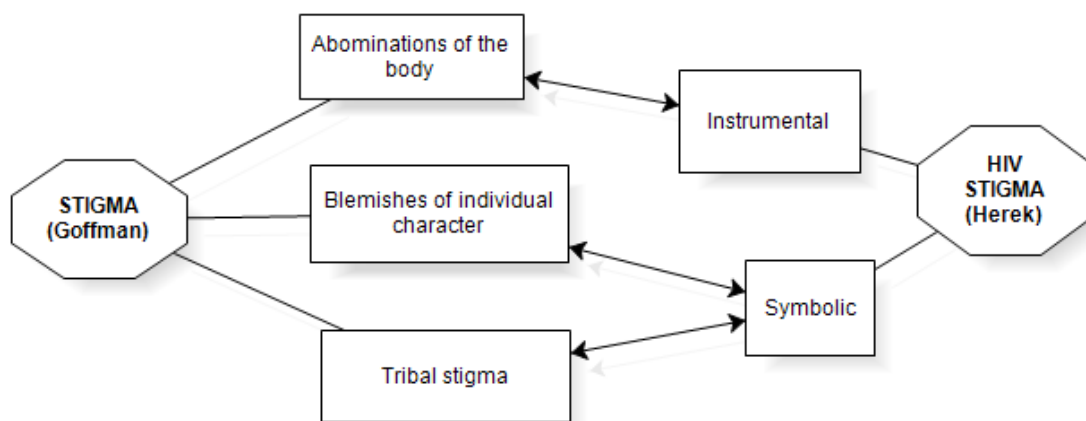 Abominations of the
body
Instrumental
STIGMA
(Goffman)
Blemishes of individual
character
HIV
STIGMA
(Herek)
Symbolic
Tribal stigma